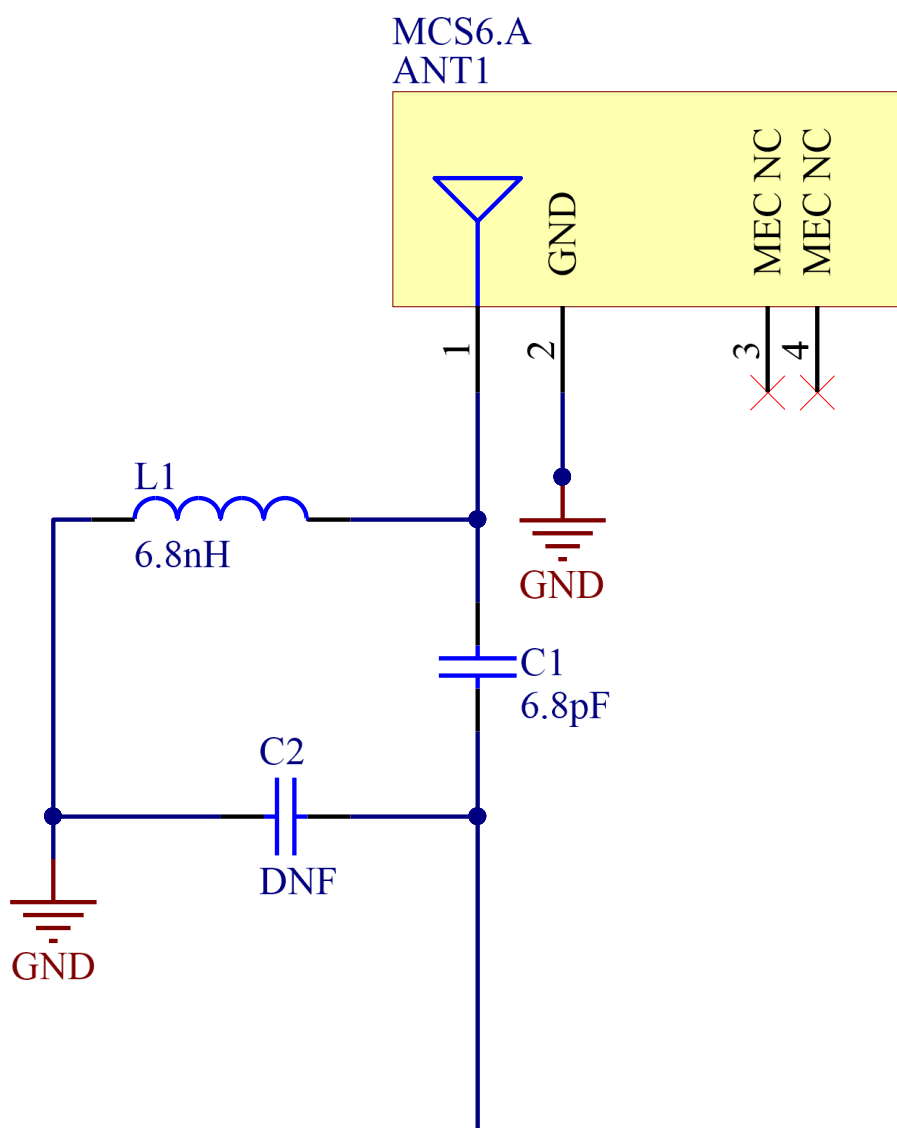 MCS6.A
ANT1
GND
MEC NC
MEC NC
1
2
3
4
L1
6.8nH
GND
C1
6.8pF
C2
DNF
GND